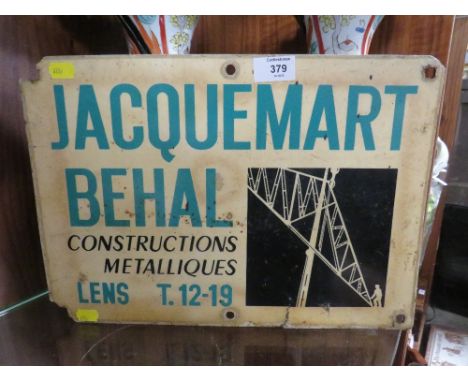 379
JACQUEMART
BEHAL
CONSTRUCTIONS
METALLIQUES
LENS T. 12-19